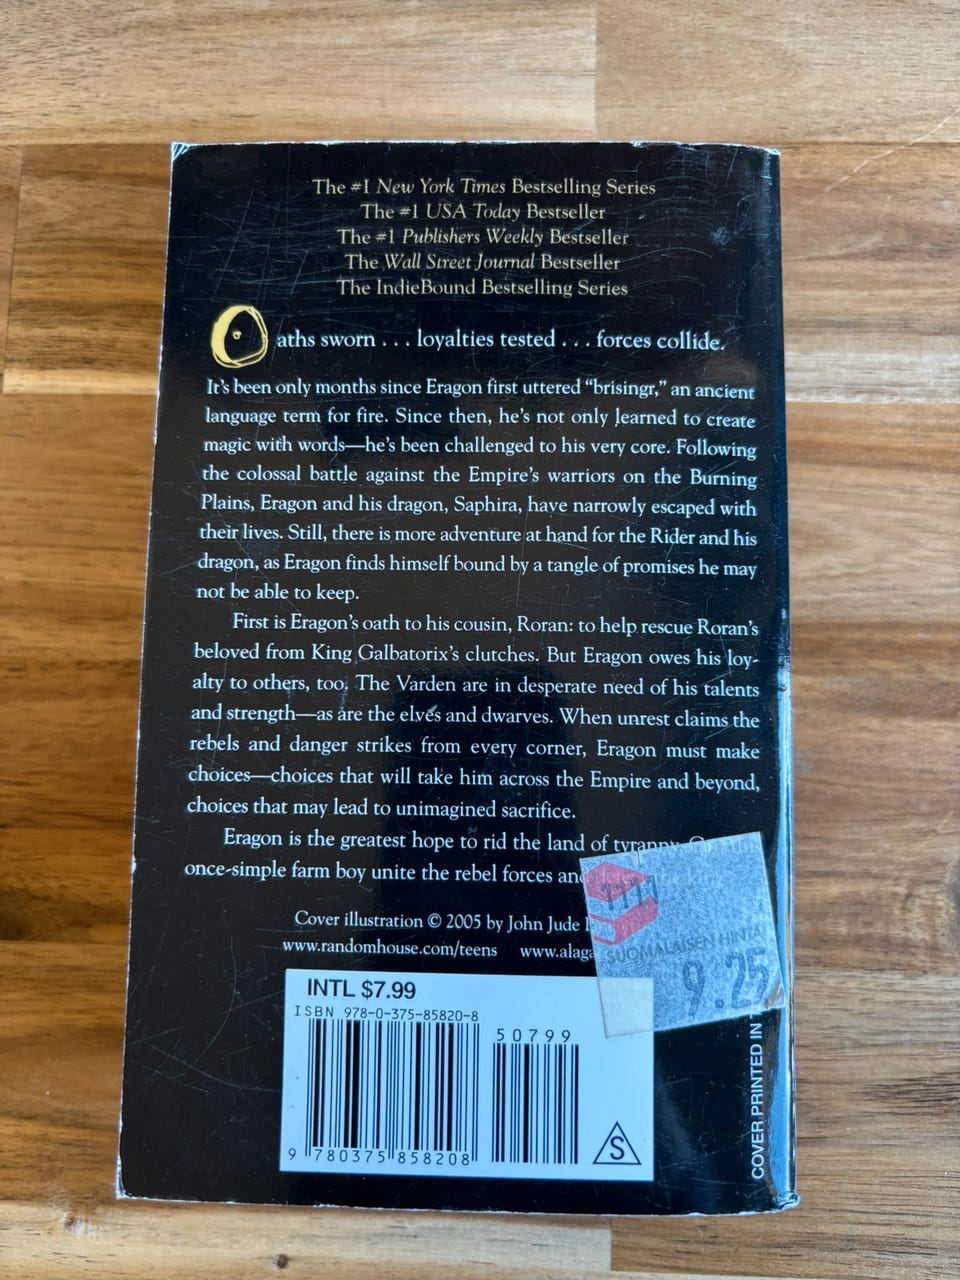 The #1 New York Times Bestselling Series
The #1 USA Today Bestseller
The #1 Publishers Weekly Bestseller
The Wall Street Journal Bestseller
The IndieBound Bestselling Series
Oaths sworn . . . loyalties tested . . . forces collide.
It's been only months since Eragon first uttered “brisingr,” an ancient
language term for fire. Since then, he's not only learned to create
magic with words—he's been challenged to his very core. Following
the colossal battle against the Empire's warriors on the Burning
Plains, Eragon and his dragon, Saphira, have narrowly escaped with
their lives. Still, there is more adventure at hand for the Rider and his
dragon, as Eragon finds himself bound by a tangle of promises he may
not be able to keep.
First is Eragon's oath to his cousin, Roran: to help rescue Roran's
beloved from King Galbatorix's clutches. But Eragon owes his loy-
alty to others, too. The Varden are in desperate need of his talents
and strength—as are the elves and dwarves. When unrest claims the
rebels and danger strikes from every corner, Eragon must make
choices—choices that will take him across the Empire and beyond,
choices that may lead to unimagined sacrifice.
Eragon is the greatest hope to rid the land of tyranny.
once-simple farm boy unite the rebel forces and
Cover illustration © 2005 by John Jude
www.randomhouse.com/teens www.alaga
SUOMALAISEN HINTA
9.25
INTL $7.99
ISBN 978-0-375-85820-8
50799
9 780375 858208
S
COVER PRINTED IN